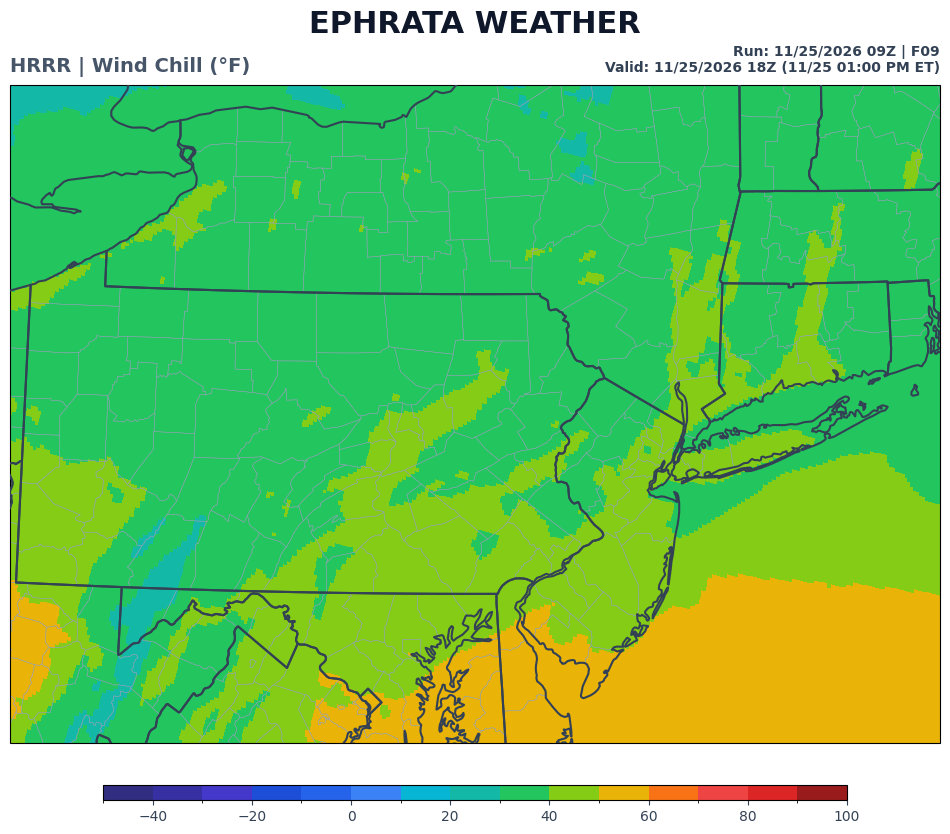 EPHRATA WEATHER
HRRR | Wind Chill (°F)
Run: 11/25/2026 09Z | F09
Valid: 11/25/2026 18Z (11/25 01:00 PM ET)
−40 −20 0 20 40 60 80 100